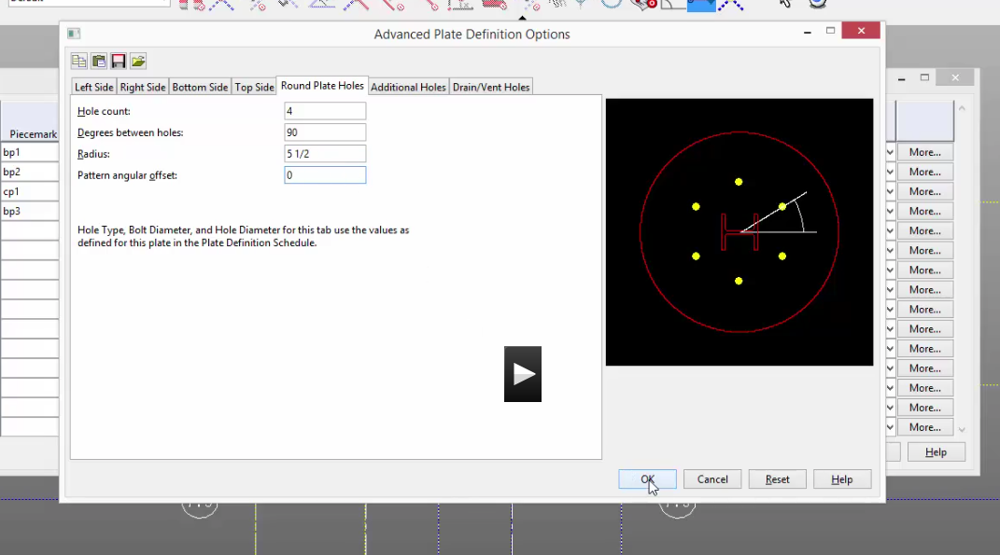 Default
Advanced Plate Definition Options
Left Side Right Side Bottom Side Top Side Round Plate Holes Additional Holes Drain/Vent Holes
Hole count: 4
Degrees between holes: 90
Radius: 5 1/2
Pattern angular offset: 0
Hole Type, Bolt Diameter, and Hole Diameter for this tab use the values as
defined for this plate in the Plate Definition Schedule.
OK Cancel Reset Help
Piecemark
bp1 More...
bp2 More...
cp1 More...
bp3 More...
More...
More...
More...
More...
More...
More...
More...
More...
More...
More...
More...
Help